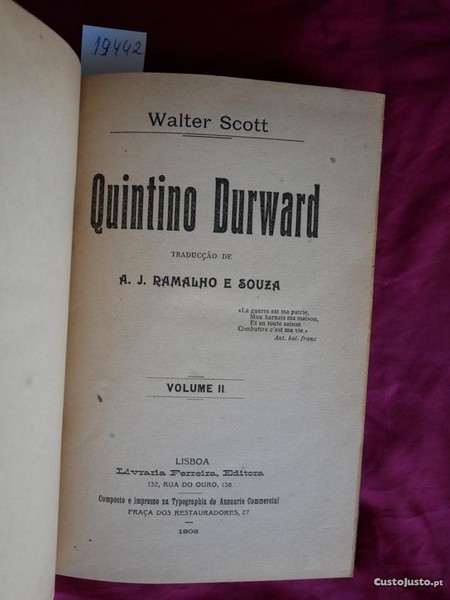 19442
Walter Scott
Quintino Durward
TRADUCÇÃO DE
A. J. RAMALHO E SOUZA
«La guerre est ma patrie,
Mon harnais ma maison,
Et en toute saison
Combattre c'est ma vie.»
Ant. bal. franc
VOLUME II
LISBOA
Livraria Ferreira, Editora
132, RUA DO OURO, 138
Composto e impresso na Typographia do Annuario Commercial
PRAÇA DOS RESTAURADORES, 27
1908
CustoJusto.pt